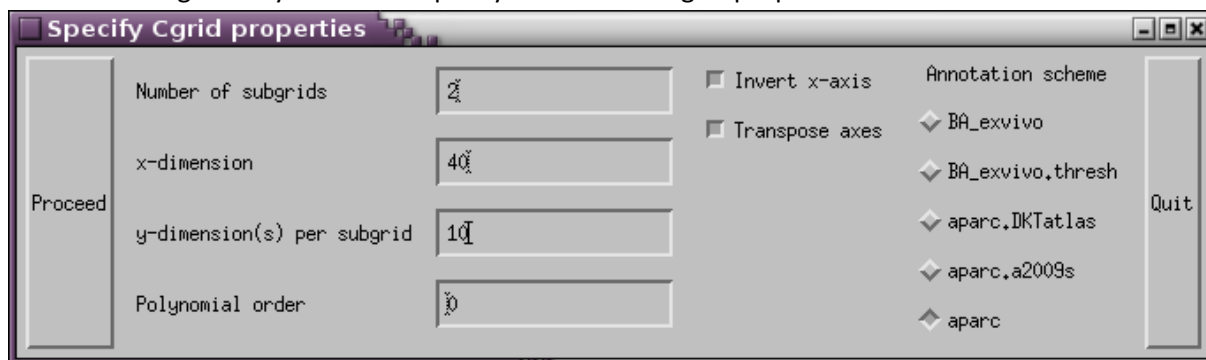 Specify Cgrid properties
Proceed
Number of subgrids
2
x-dimension
40
y-dimension(s) per subgrid
10
Polynomial order
0
Invert x-axis
Transpose axes
Annotation scheme
BA_exvivo
BA_exvivo.thresh
aparc.DKTatlas
aparc.a2009s
aparc
Quit